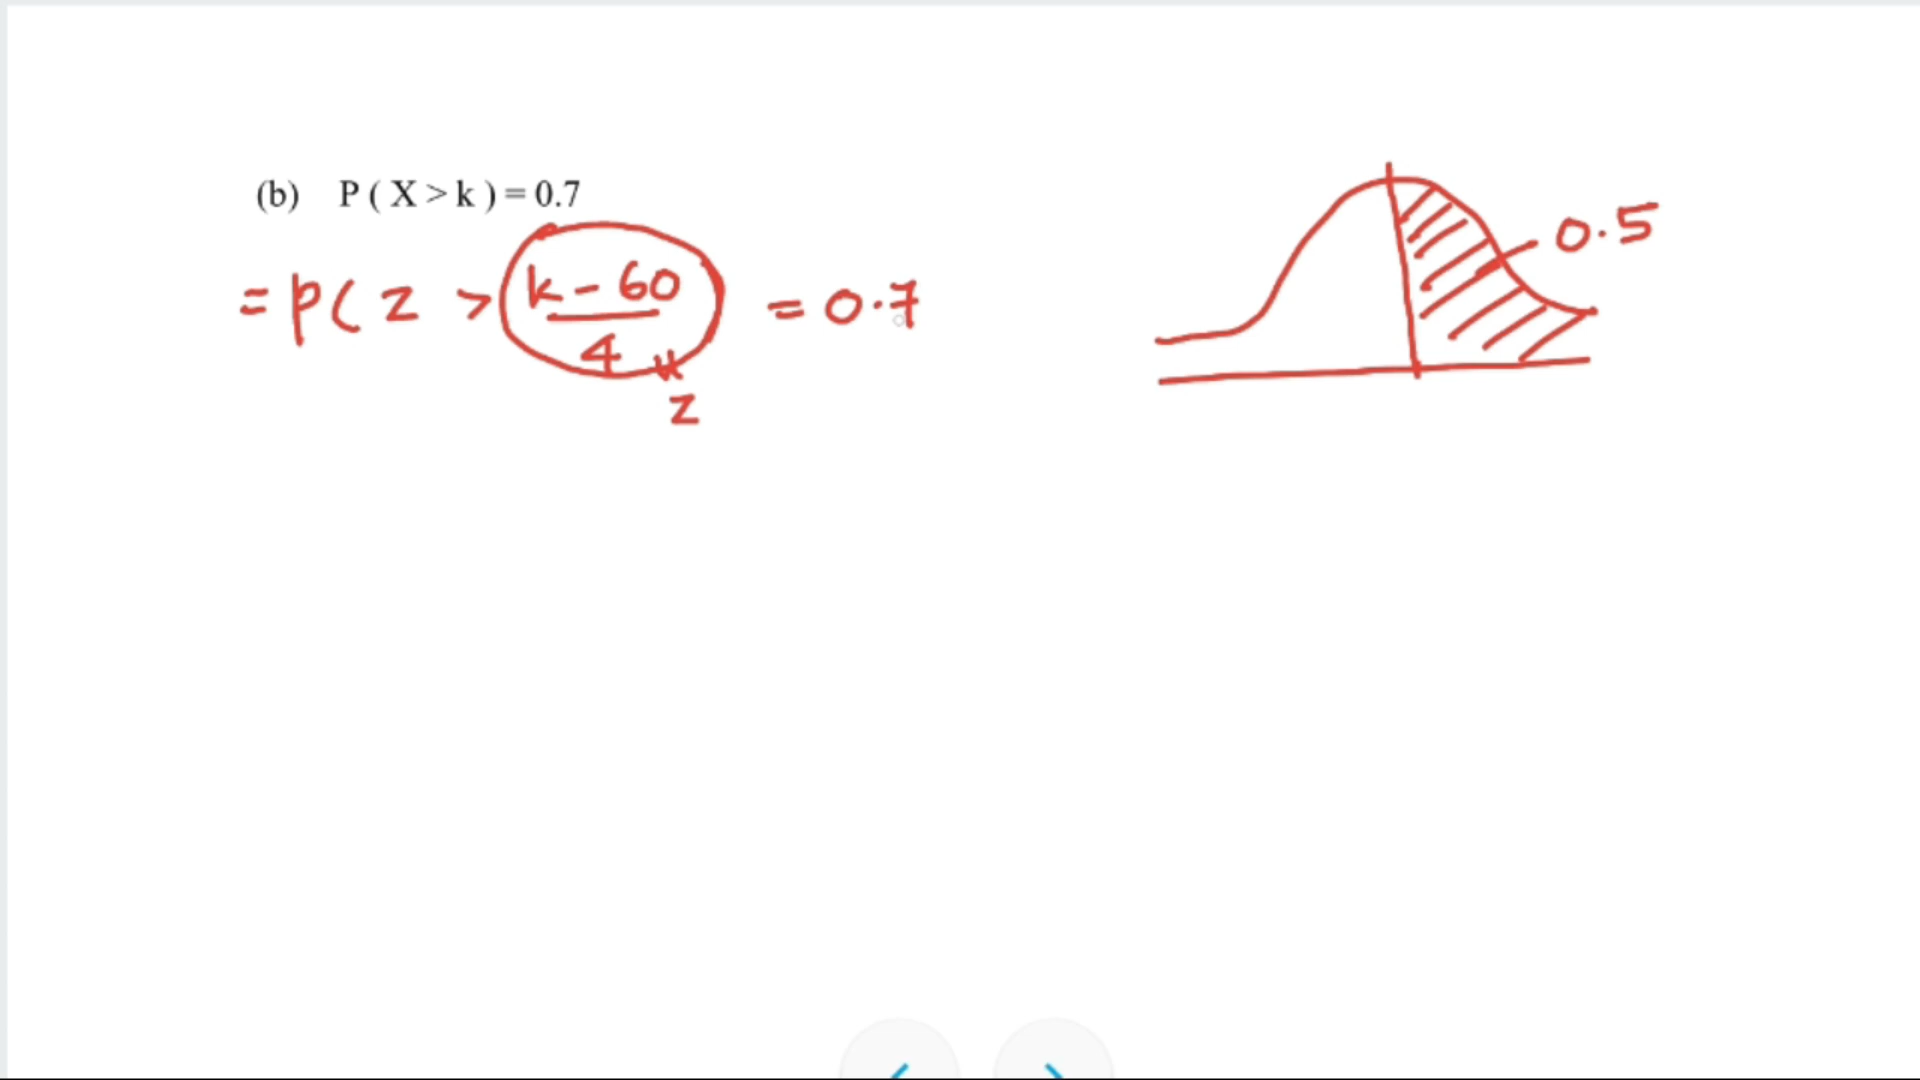 (b) P ( X > k ) = 0.7
= P( Z > k - 60 / 4 = 0.7
z
0.5